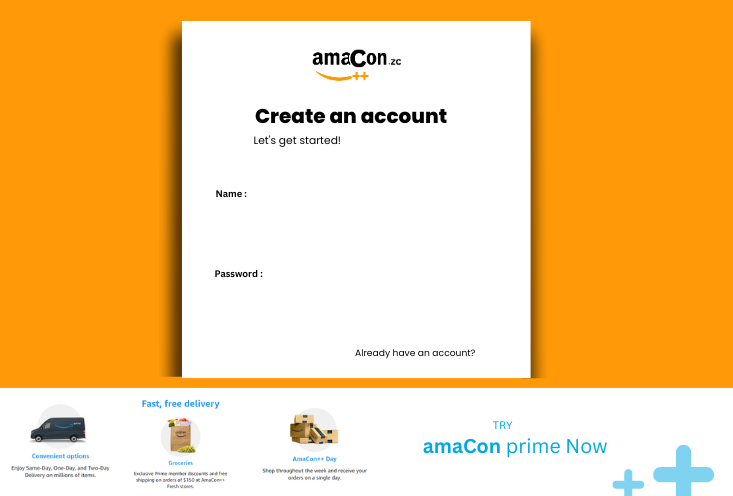 amaCon.zc
++
Create an account
Let's get started!
Name :
Password :
Already have an account?
Convenient options
Enjoy Same-Day, One-Day, and Two-Day
Delivery on millions of items.
Fast, free delivery
Groceries
Exclusive Prime member discounts and free
shipping on orders of $150 at AmaCon++
Fresh stores.
AmaCon++ Day
Shop throughout the week and receive your
orders on a single day.
TRY
amaCon prime Now